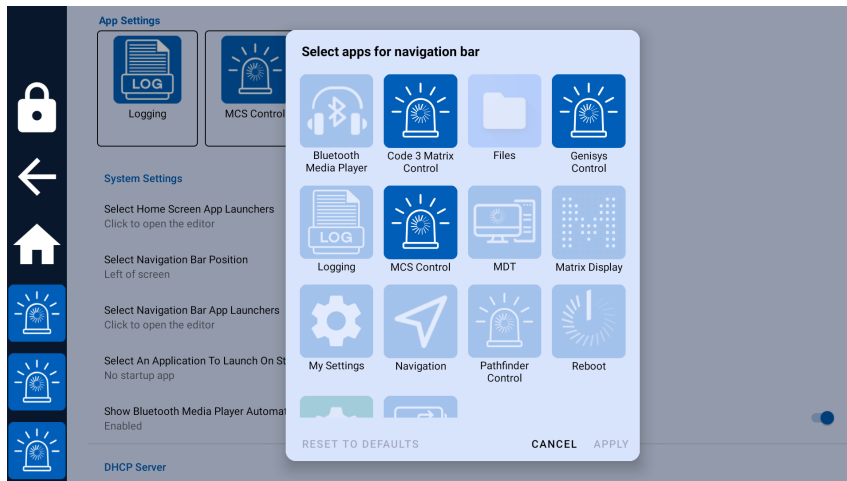 App Settings
LOG
Logging
MCS Control
System Settings
Select Home Screen App Launchers
Click to open the editor
Select Navigation Bar Position
Left of screen
Select Navigation Bar App Launchers
Click to open the editor
Select An Application To Launch On St
No startup app
Show Bluetooth Media Player Automat
Enabled
DHCP Server
Select apps for navigation bar
Bluetooth
Media Player
Code 3 Matrix
Control
Files
Genisys
Control
LOG
Logging
MCS Control
MDT
M
Matrix Display
My Settings
Navigation
Pathfinder
Control
Reboot
RESET TO DEFAULTS
CANCEL
APPLY